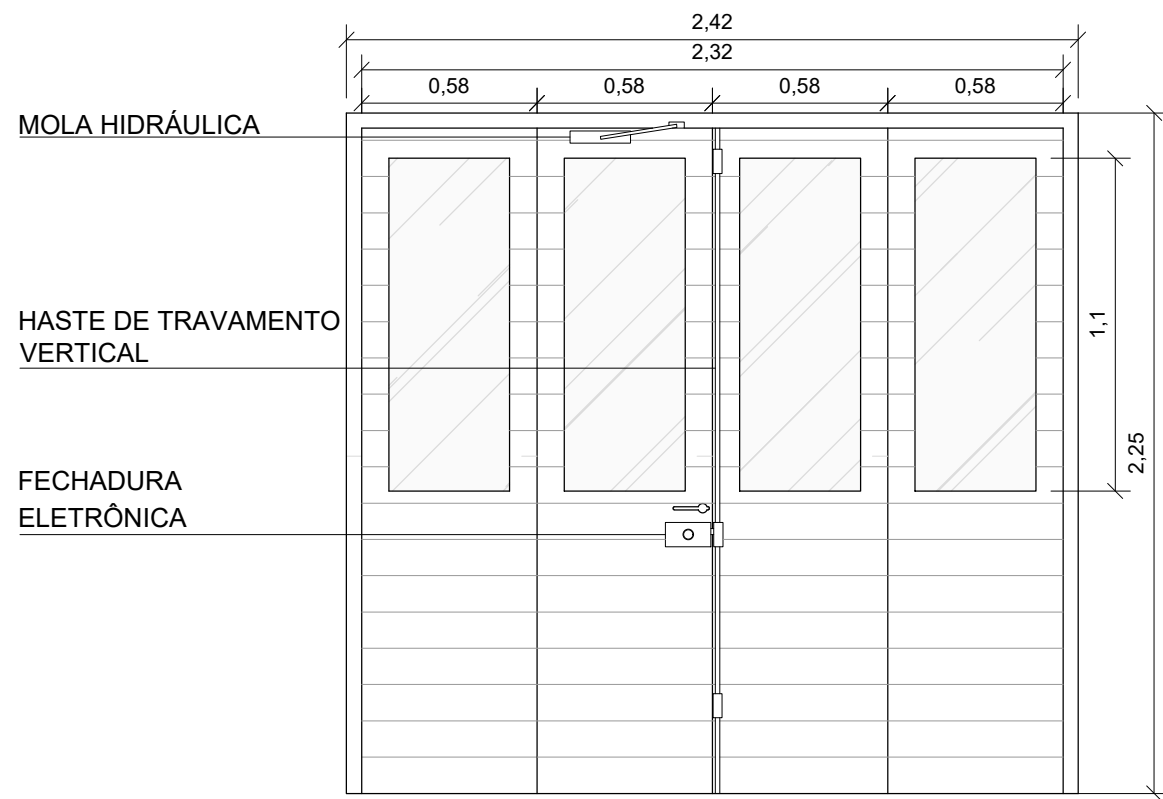 2,42
2,32
0,58 0,58 0,58 0,58
MOLA HIDRÁULICA
HASTE DE TRAVAMENTO
VERTICAL
1,1
2,25
FECHADURA
ELETRÔNICA